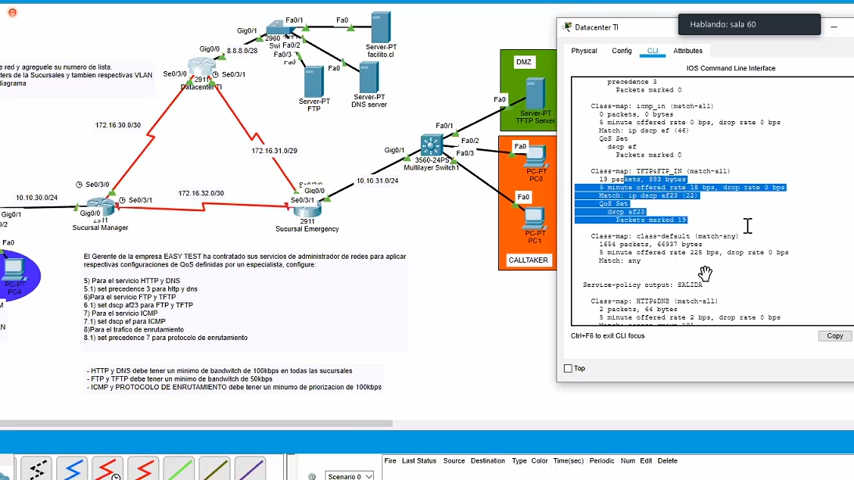 de red y agreguele su numero de lista.
ters de la Sucursales y tambien respectivas VLAN
diagrama
Gig0/1
Fa0/1
Fa0
Server-PT
facilito.cl
2960
Swi
Fa0/2
Gig0/0
8.8.8.0/28
Fa0/3
Fa0
Fa0
Se0/3/0
Se0/3/1
2911
Datacenter TI
Server-PT
FTP
Server-PT
DNS server
172.16.30.0/30
172.16.31.0/29
172.16.32.0/30
Se0/3/0
10.10.30.0/24
Gig0/1
Gig0/0
2911
Sucursal Manager
Fa0
PC-PT
PC4
Gig0/0
Se0/3/1
2911
Sucursal Emergency
10.10.31.0/24
Gig0/1
Fa0/1
Fa0/2
Fa0/3
3560-24PS
Multilayer Switch1
DMZ
Fa0
Server-PT
TFTP Server
Fa0
PC-PT
Fa0
PC-PT
PC1
CALLTAKER
El Gerente de la empresa EASY TEST ha contratado sus servicios de administrador de redes para aplicar
respectivas configuraciones de QoS definidas por un especialista, configure:
5) Para el servicio HTTP y DNS
5.1) set precedence 3 para http y dns
6)Para el servicio FTP y TFTP
6.1) set dscp af23 para FTP y TFTP
7) Para el servicio ICMP
7.1) set dscp ef para ICMP
8)Para el trafico de enrutamiento
8.1) set precedence 7 para protocolo de enrutamiento
- HTTP y DNS debe tener un minimo de bandwitch de 100kbps en todas las sucursales
- FTP y TFTP debe tener un minimo de bandwitch de 50kbps
- ICMP y PROTOCOLO DE ENRUTAMIENTO debe tener un minumo de priorizacion de 100kbps
Datacenter TI
Hablando: sala 60
Physical
Config
CLI
Attributes
IOS Command Line Interface
precedence 3
Packets marked 0
Class-map: icmp_in (match-all)
0 packets, 0 bytes
5 minute offered rate 0 bps, drop rate 0 bps
Match: ip dscp ef (46)
QoS Set
dscp ef
Packets marked 0
Class-map: TFTP&FTP_IN (match-all)
19 packets, 893 bytes
5 minute offered rate 18 bps, drop rate 0 bps
Match: ip dscp af23 (22)
QoS Set
dscp af23
Packets marked 19
Class-map: class-default (match-any)
1654 packets, 66937 bytes
5 minute offered rate 225 bps, drop rate 0 bps
Match: any
Service-policy output: SALIDA
Class-map: HTTP&DNS (match-all)
2 packets, 64 bytes
5 minute offered rate 2 bps, drop rate 0 bps
Ctrl+F6 to exit CLI focus
Copy
Top
Scenario 0
Fire Last Status Source Destination Type Color Time(sec) Periodic Num Edit Delete